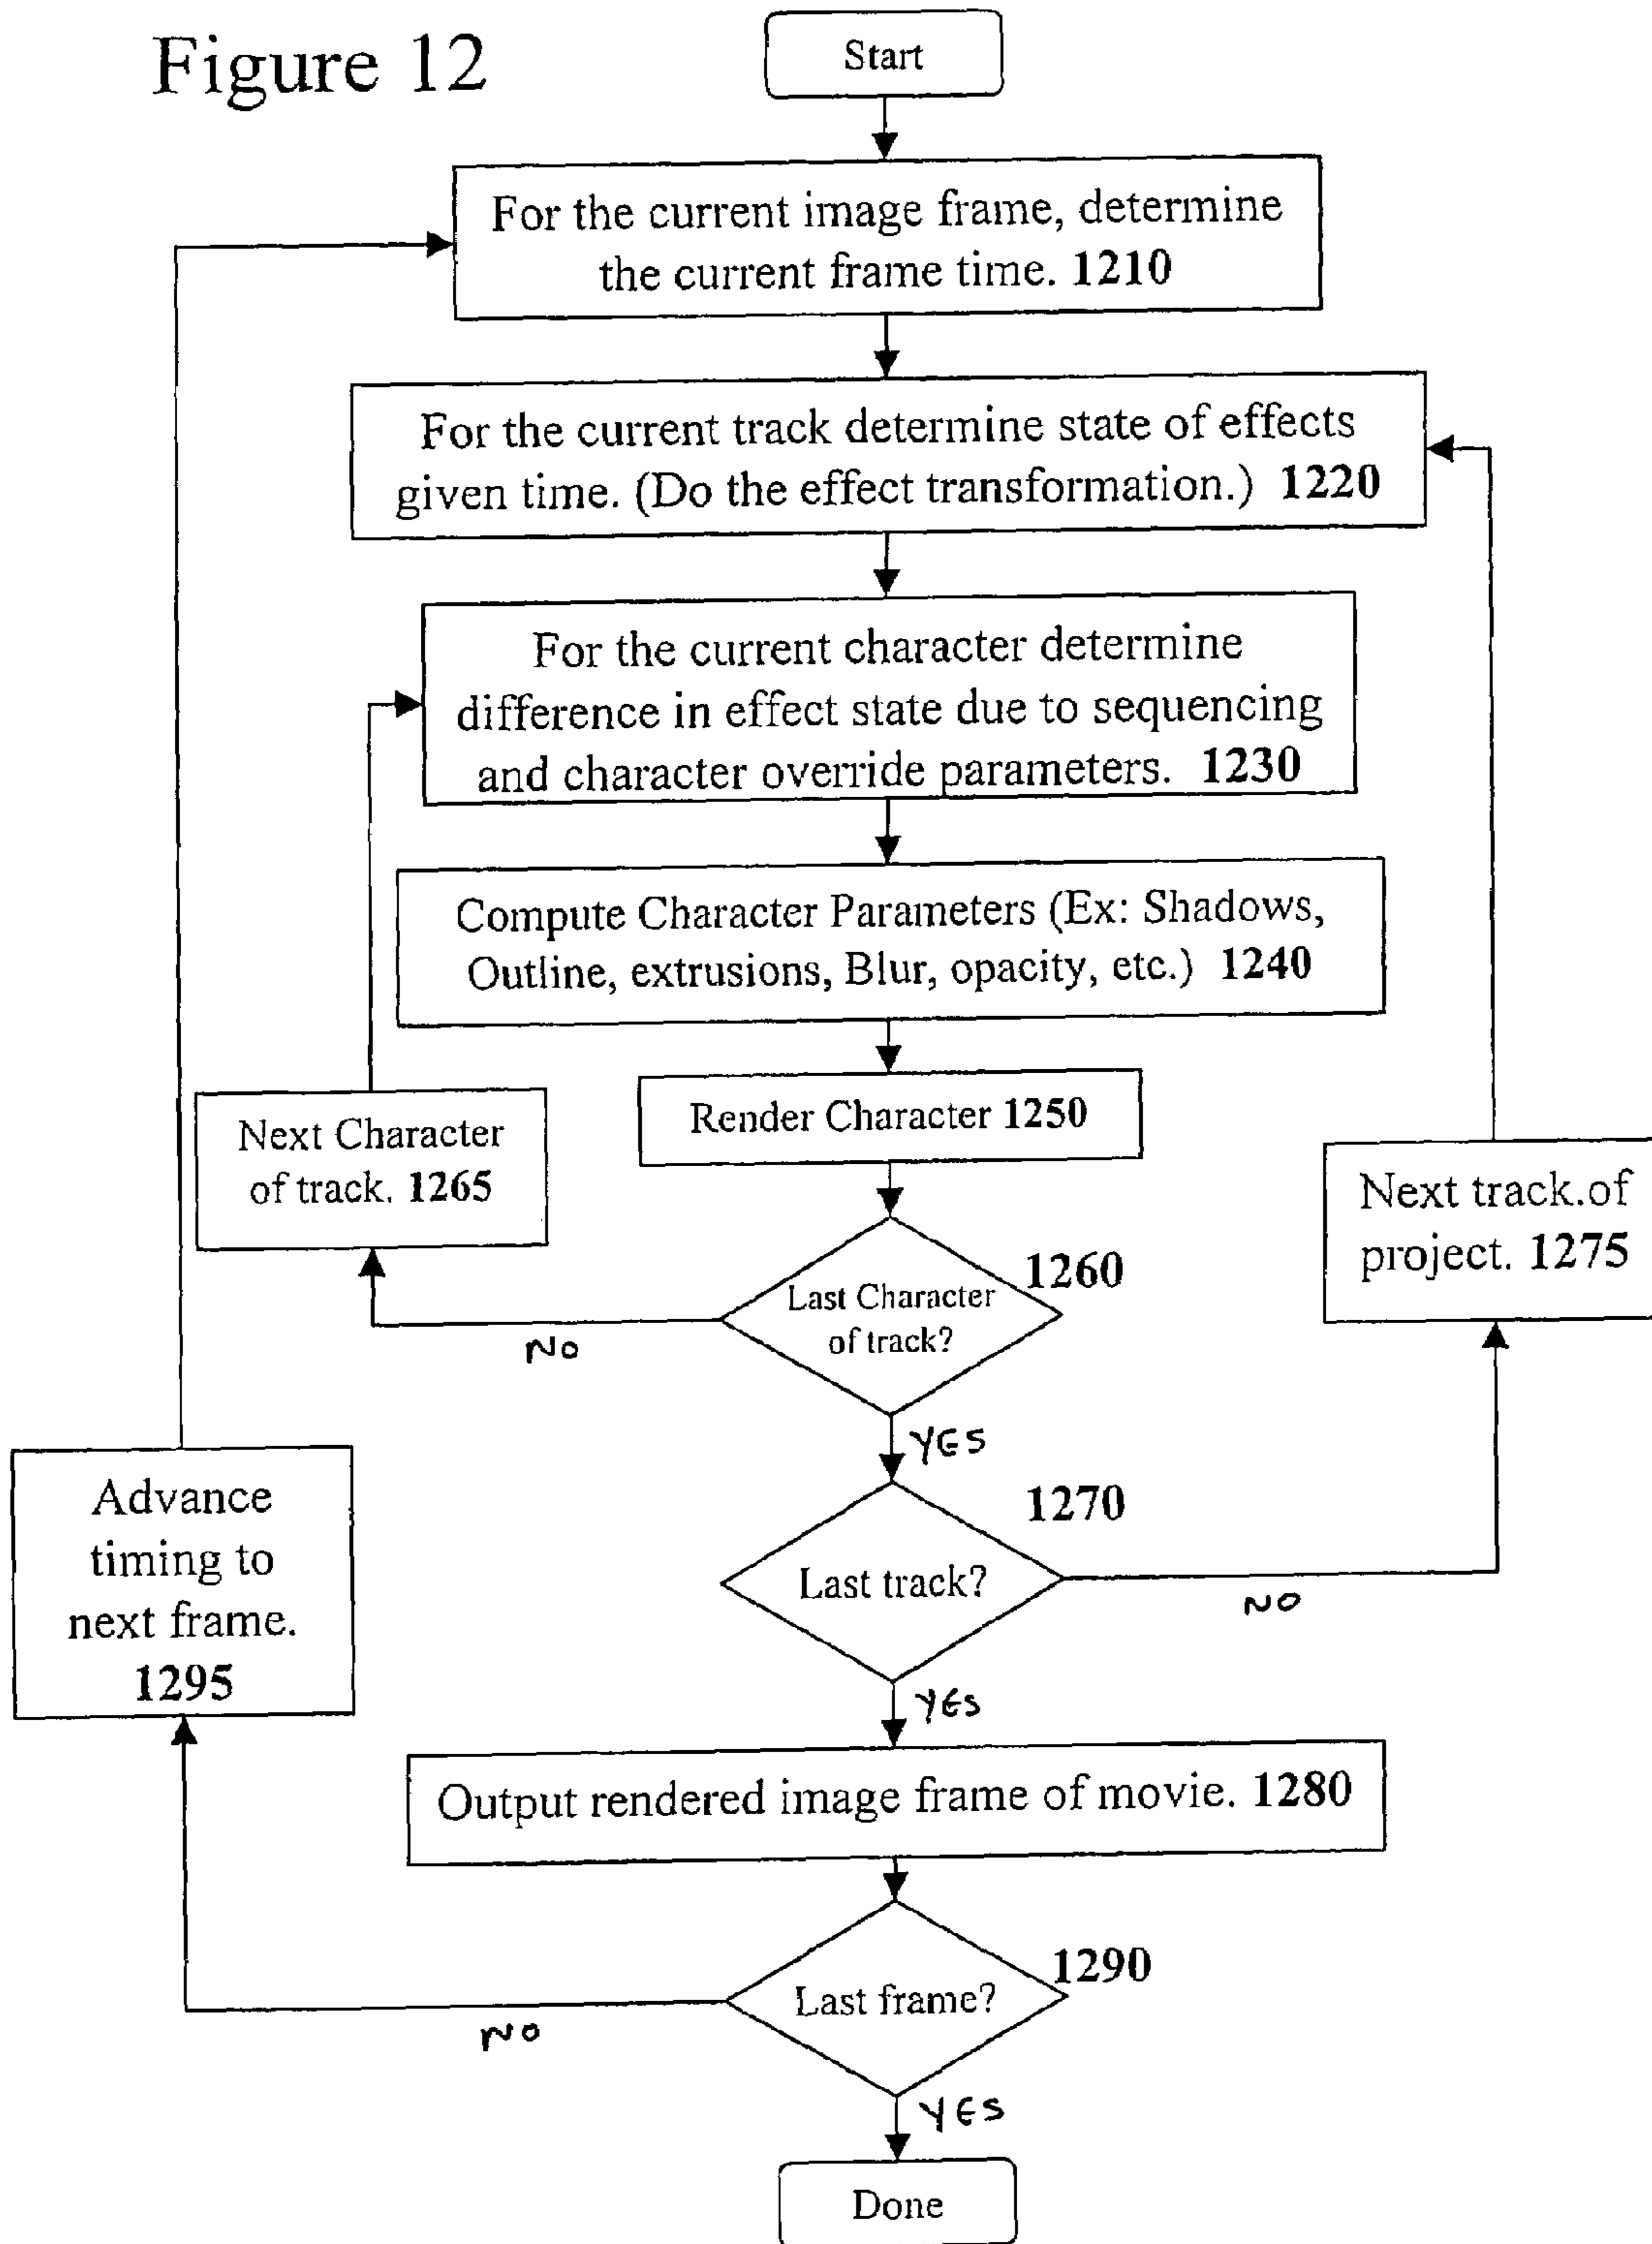 Figure 12
Start
For the current image frame, determine
the current frame time. 1210
For the current track determine state of effects
given time. (Do the effect transformation.) 1220
For the current character determine
difference in effect state due to sequencing
and character override parameters. 1230
Compute Character Parameters (Ex: Shadows,
Outline, extrusions, Blur, opacity, etc.) 1240
Render Character 1250
Next Character
of track. 1265
Next track.of
project. 1275
1260
Last Character
of track?
NO
YES
1270
Last track?
NO
YES
Advance
timing to
next frame.
1295
Output rendered image frame of movie. 1280
1290
Last frame?
NO
YES
Done